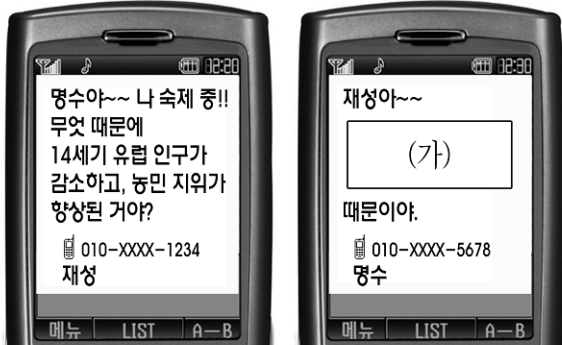 12:20
명수야~~ 나 숙제 중!!
무엇 때문에
14세기 유럽 인구가
감소하고, 농민 지위가
향상된 거야?
010-XXXX-1234
재성
메뉴 LIST A-B
12:30
재성아~~
(가)
때문이야.
010-XXXX-5678
명수
메뉴 LIST A-B